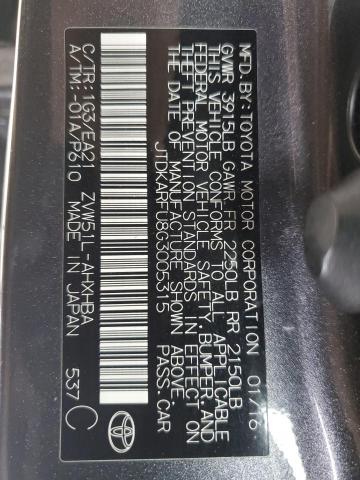 MFD.BY:TOYOTA MOTOR CORPORATION 01/16
GVWR 3915LB GAWR FR 2250LB RR 2150LB
THIS VEHICLE CONFORMS TO ALL APPLICABLE
FEDERAL MOTOR VEHICLE SAFETY,BUMPER,AND
THEFT PREVENTION STANDARDS IN EFFECT
ON THE DATE OF MANUFACTURE SHOWN ABOVE.
JTDKARFU8G3005315 PASS.CAR
C/TR:1G3/EA21 ZVW51L-AHXHBA
A/TM:-01A/P610 MADE IN JAPAN 537 C